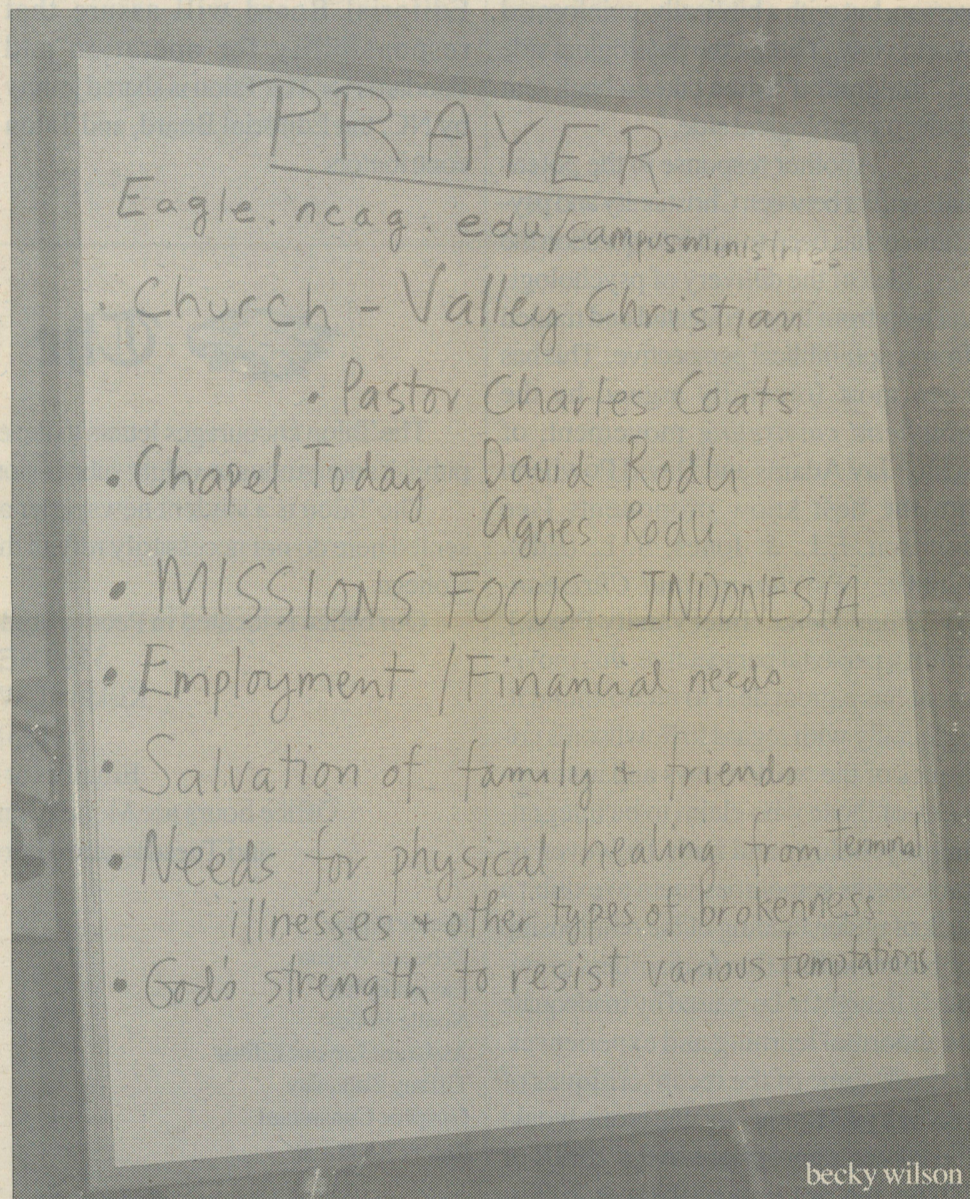 PRAYER
Eagle.ncag.edu/campusministries
· Church - Valley Christian
· Pastor Charles Coats
· Chapel Today David Rodli
Agnes Rodli
· MISSIONS FOCUS INDONESIA
· Employment / Financial needs
· Salvation of family + friends
· Needs for physical healing from terminal
illnesses + other types of brokenness
· God's strength to resist various temptations
becky wilson